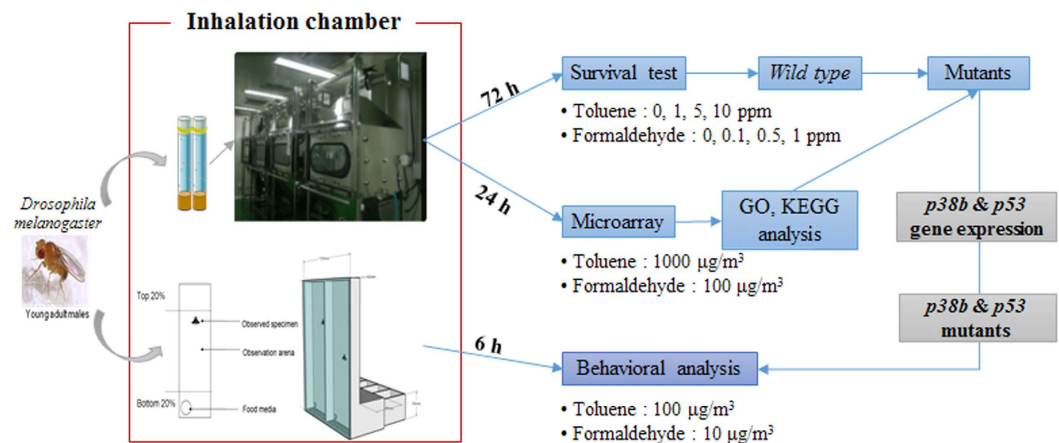 Inhalation chamber
Drosophila
melanogaster
Young adult males
Top 20%
Observed specimen
Observation arena
Bottom 20%
Food media
72 h
Survival test
Wild type
Mutants
• Toluene : 0, 1, 5, 10 ppm
• Formaldehyde : 0, 0.1, 0.5, 1 ppm
24 h
Microarray
GO, KEGG
analysis
• Toluene : 1000 µg/m³
• Formaldehyde : 100 µg/m³
p38b & p53
gene expression
p38b & p53
mutants
6 h
Behavioral analysis
• Toluene : 100 µg/m³
• Formaldehyde : 10 µg/m³